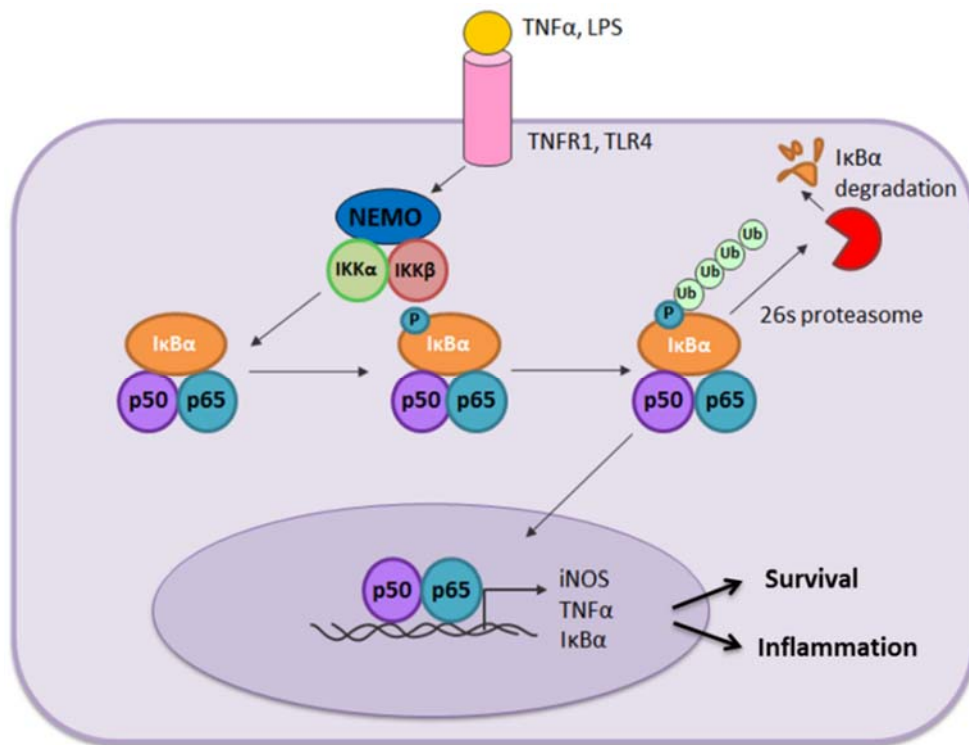 TNFα, LPS
TNFR1, TLR4
IκBα
degradation
NEMO
IKKα IKKβ
Ub
Ub
Ub
Ub
P
P
26s proteasome
IκBα
IκBα
IκBα
p50 p65
p50 p65
p50 p65
p50 p65
iNOS
TNFα
IκBα
Survival
Inflammation